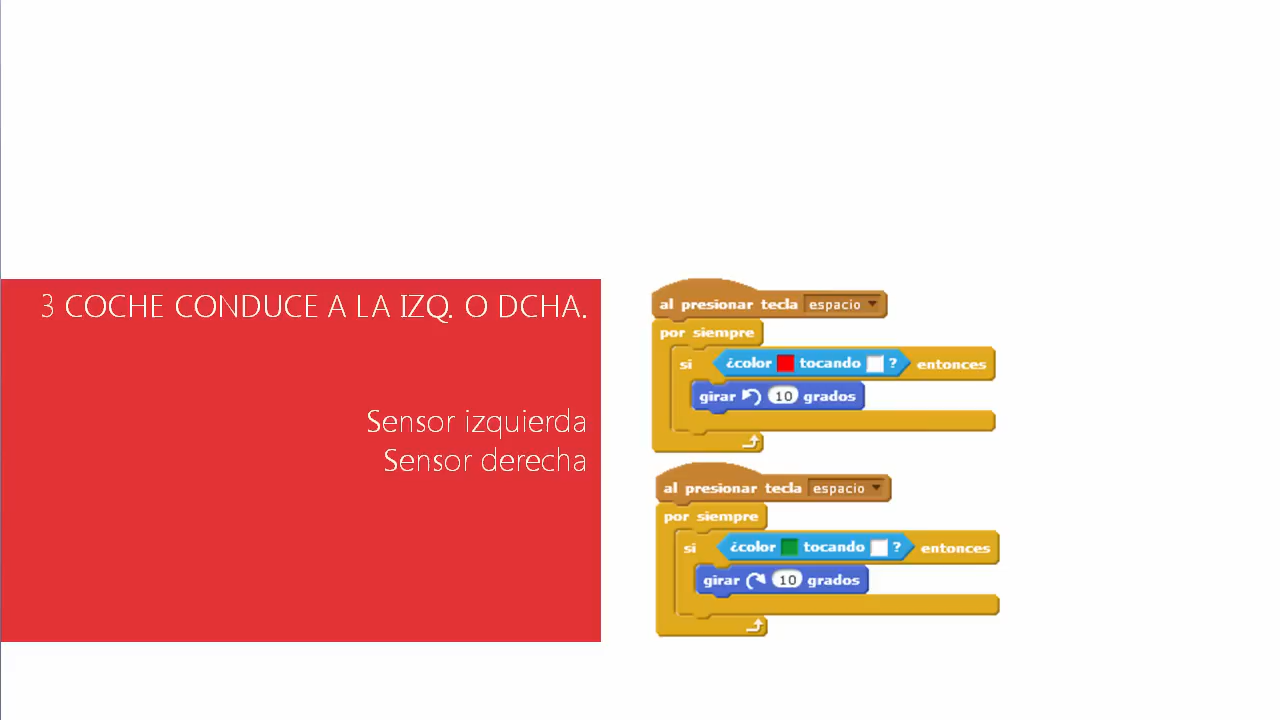 3 COCHE CONDUCE A LA IZQ. O DCHA.
Sensor izquierda
Sensor derecha
al presionar tecla espacio
por siempre
si ¿color tocando ? entonces
girar 10 grados
al presionar tecla espacio
por siempre
si ¿color tocando ? entonces
girar 10 grados